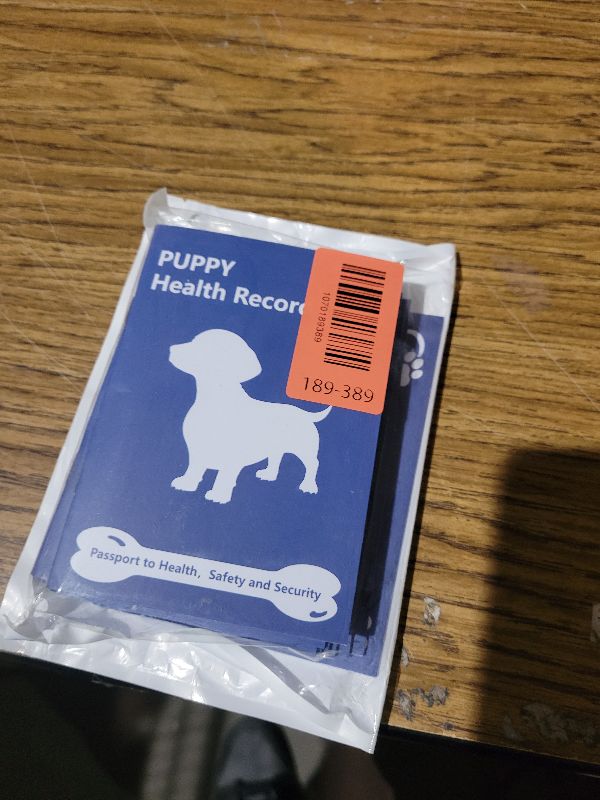 PUPPY
Health Recor
1070189389
189-389
Passport to Health, Safety and Security